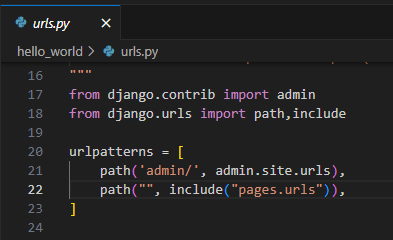 urls.py ×
hello_world > urls.py
16 """
17 from django.contrib import admin
18 from django.urls import path,include
19
20 urlpatterns = [
21     path('admin/', admin.site.urls),
22     path("", include("pages.urls")),
23 ]
24